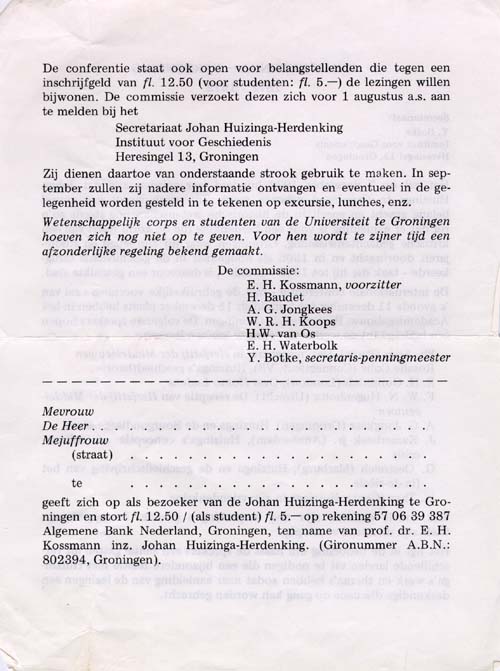 De conferentie staat ook open voor belangstellenden die tegen een
inschrijfgeld van fl. 12.50 (voor studenten: fl. 5.—) de lezingen willen
bijwonen. De commissie verzoekt dezen zich voor 1 augustus a.s. aan
te melden bij het
Secretariaat Johan Huizinga-Herdenking
Instituut voor Geschiedenis
Heresingel 13, Groningen
Zij dienen daartoe van onderstaande strook gebruik te maken. In sep-
tember zullen zij nadere informatie ontvangen en eventueel in de ge-
legenheid worden gesteld in te tekenen op excursie, lunches, enz.
Wetenschappelijk corps en studenten van de Universiteit te Groningen
hoeven zich nog niet op te geven. Voor hen wordt te zijner tijd een
afzonderlijke regeling bekend gemaakt.
De commissie:
E. H. Kossmann, voorzitter
H. Baudet
A. G. Jongkees
W. R. H. Koops
H.W. van Os
E. H. Waterbolk
Y. Botke, secretaris-penningmeester
Mevrouw
De Heer . . . . . . . . . . . . . . . . . . . . . . .
Mejuffrouw
(straat) . . . . . . . . . . . . . . . . . . . .
te . . . . . . . . . . . . . . . . . . . .
geeft zich op als bezoeker van de Johan Huizinga-Herdenking te Gro-
ningen en stort fl. 12.50 / (als student) fl. 5.— op rekening 57 06 39 387
Algemene Bank Nederland, Groningen, ten name van prof. dr. E. H.
Kossmann inz. Johan Huizinga-Herdenking. (Gironummer A.B.N.:
802394, Groningen).